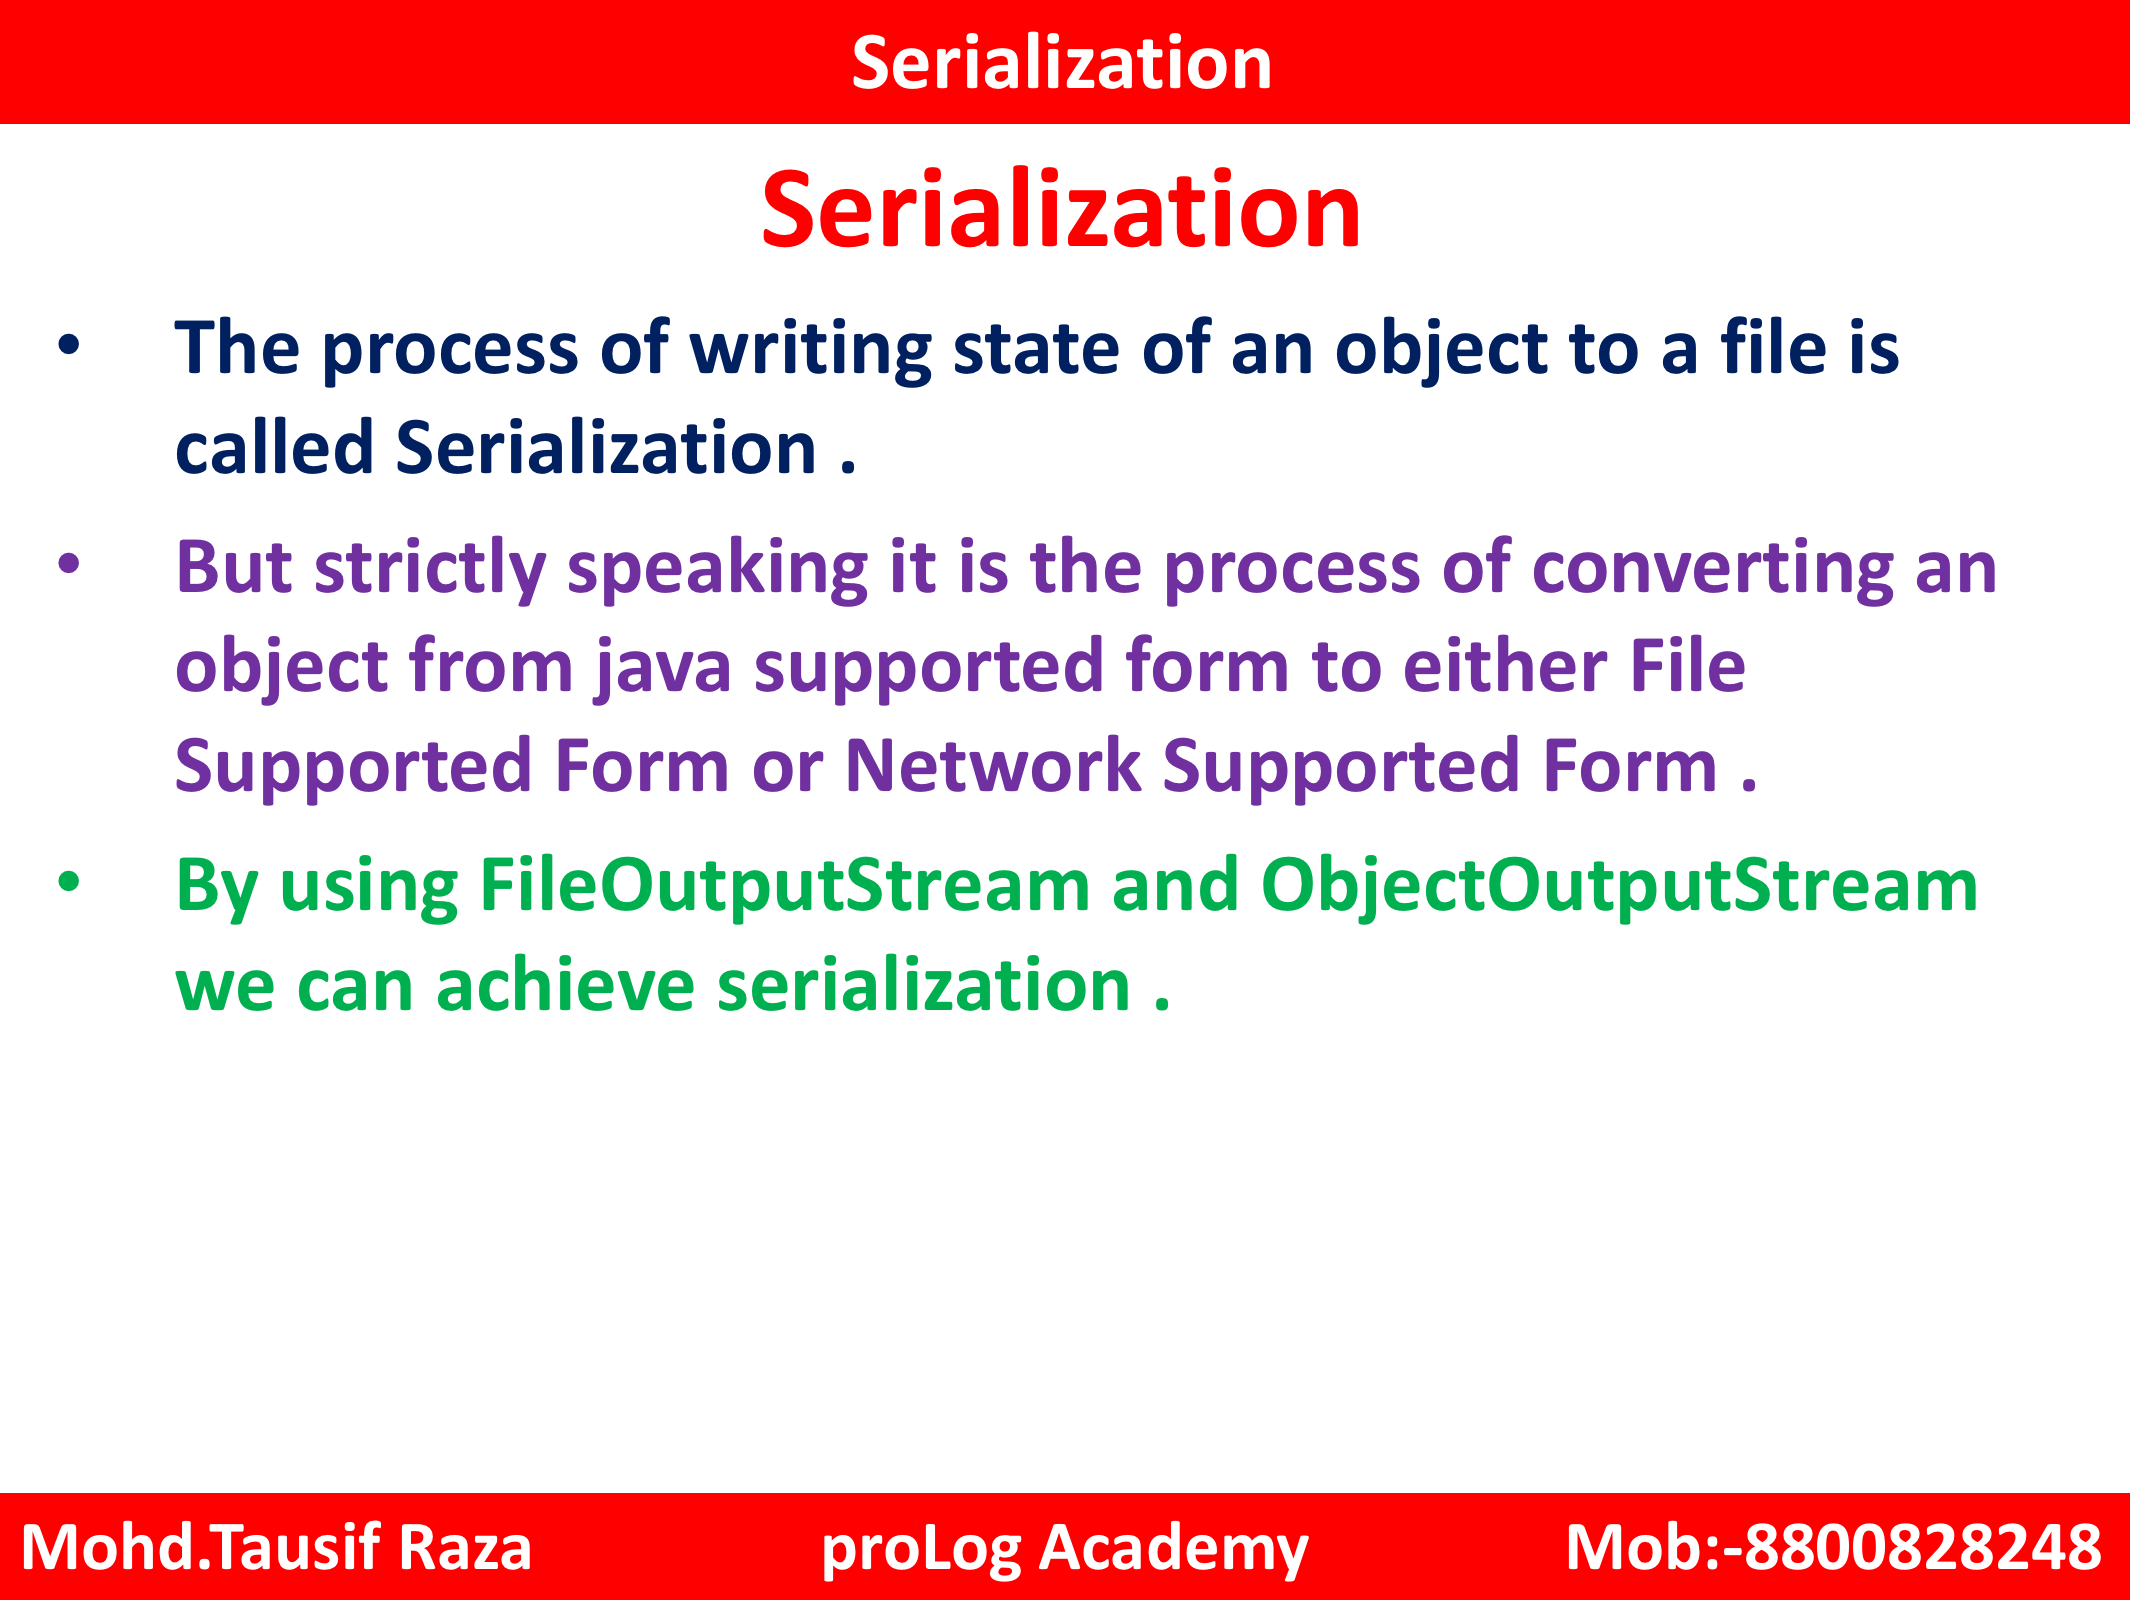 Serialization
Serialization
• The process of writing state of an object to a file is
called Serialization .
• But strictly speaking it is the process of converting an
object from java supported form to either File
Supported Form or Network Supported Form .
• By using FileOutputStream and ObjectOutputStream
we can achieve serialization .
Mohd.Tausif Raza proLog Academy Mob:-8800828248